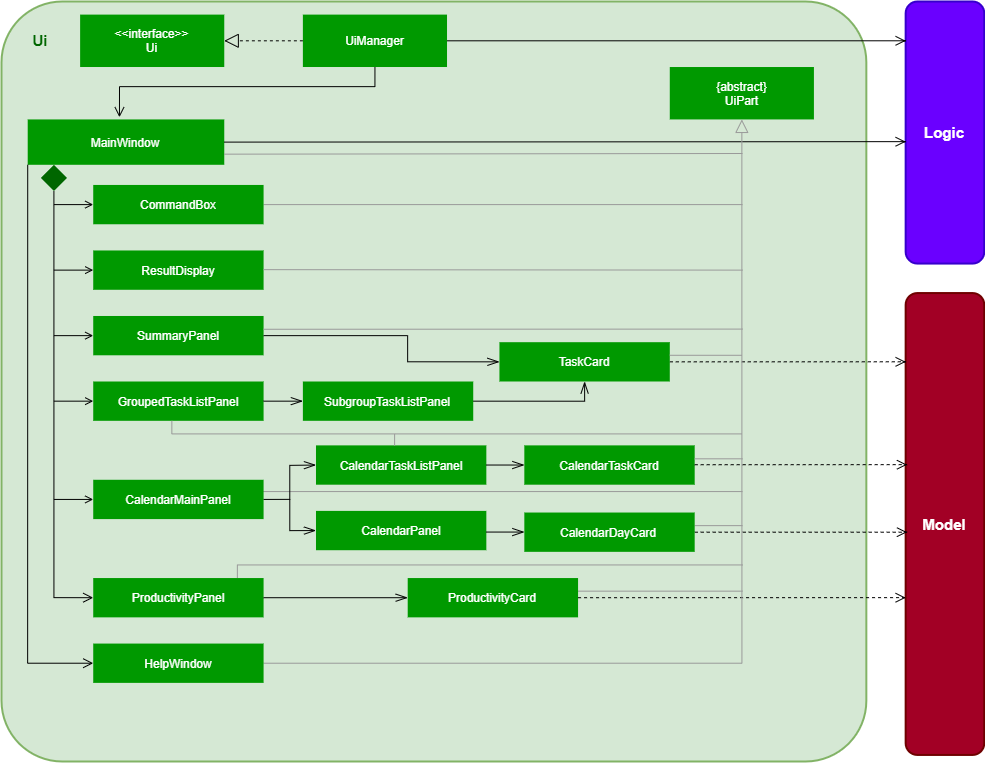 Ui
<<interface>>
Ui
UiManager
{abstract}
UiPart
Logic
MainWindow
CommandBox
ResultDisplay
SummaryPanel
TaskCard
GroupedTaskListPanel
SubgroupTaskListPanel
CalendarTaskListPanel
CalendarTaskCard
CalendarMainPanel
CalendarPanel
CalendarDayCard
Model
ProductivityPanel
ProductivityCard
HelpWindow